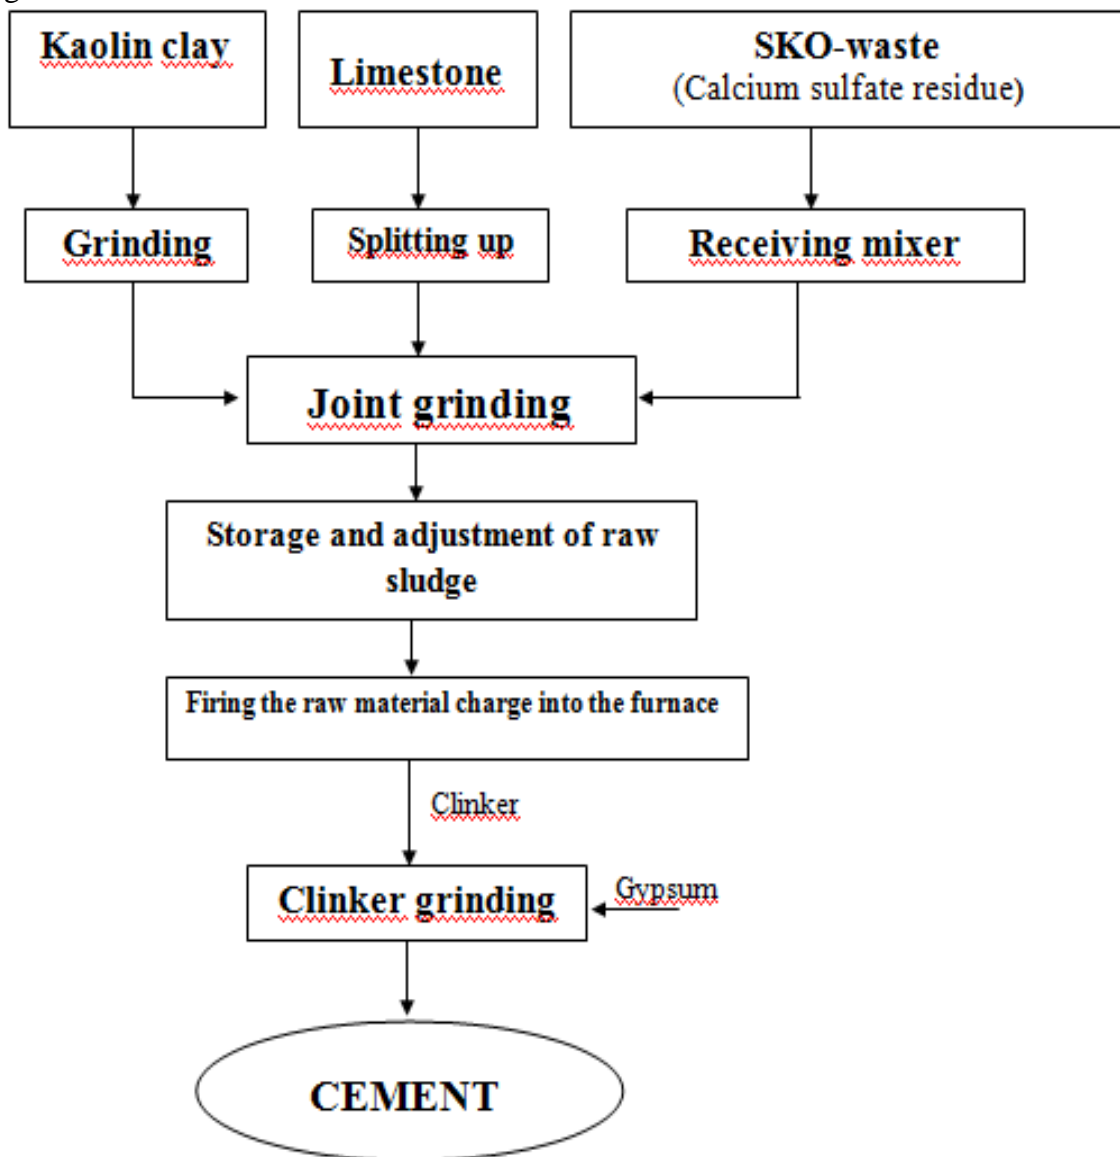 Kaolin clay
Limestone
SKO-waste
(Calcium sulfate residue)
Grinding
Splitting up
Receiving mixer
Joint grinding
Storage and adjustment of raw
sludge
Firing the raw material charge into the furnace
Clinker
Clinker grinding
Gypsum
CEMENT